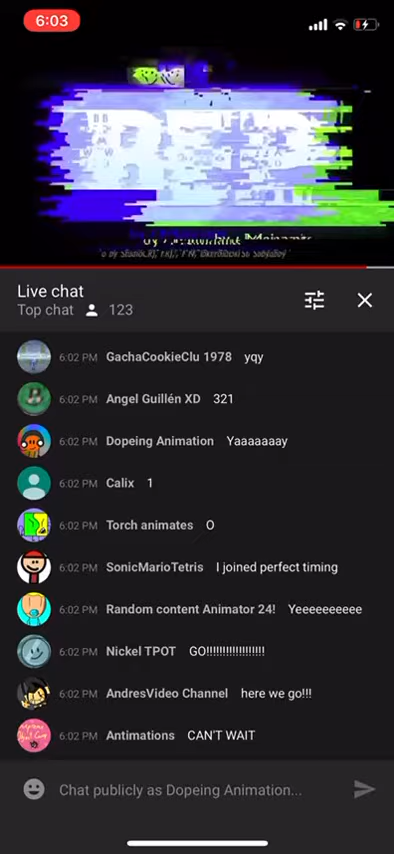 6:03
Live chat
Top chat 123
6:02 PM GachaCookieClu 1978 yqy
6:02 PM Angel Guillén XD 321
6:02 PM Dopeing Animation Yaaaaaaay
6:02 PM Calix 1
6:02 PM Torch animates O
6:02 PM SonicMarioTetris I joined perfect timing
6:02 PM Random content Animator 24! Yeeeeeeeeee
6:02 PM Nickel TPOT GO!!!!!!!!!!!!!!!!!!
6:02 PM AndresVideo Channel here we go!!!
6:02 PM Antimations CAN'T WAIT
Chat publicly as Dopeing Animation...